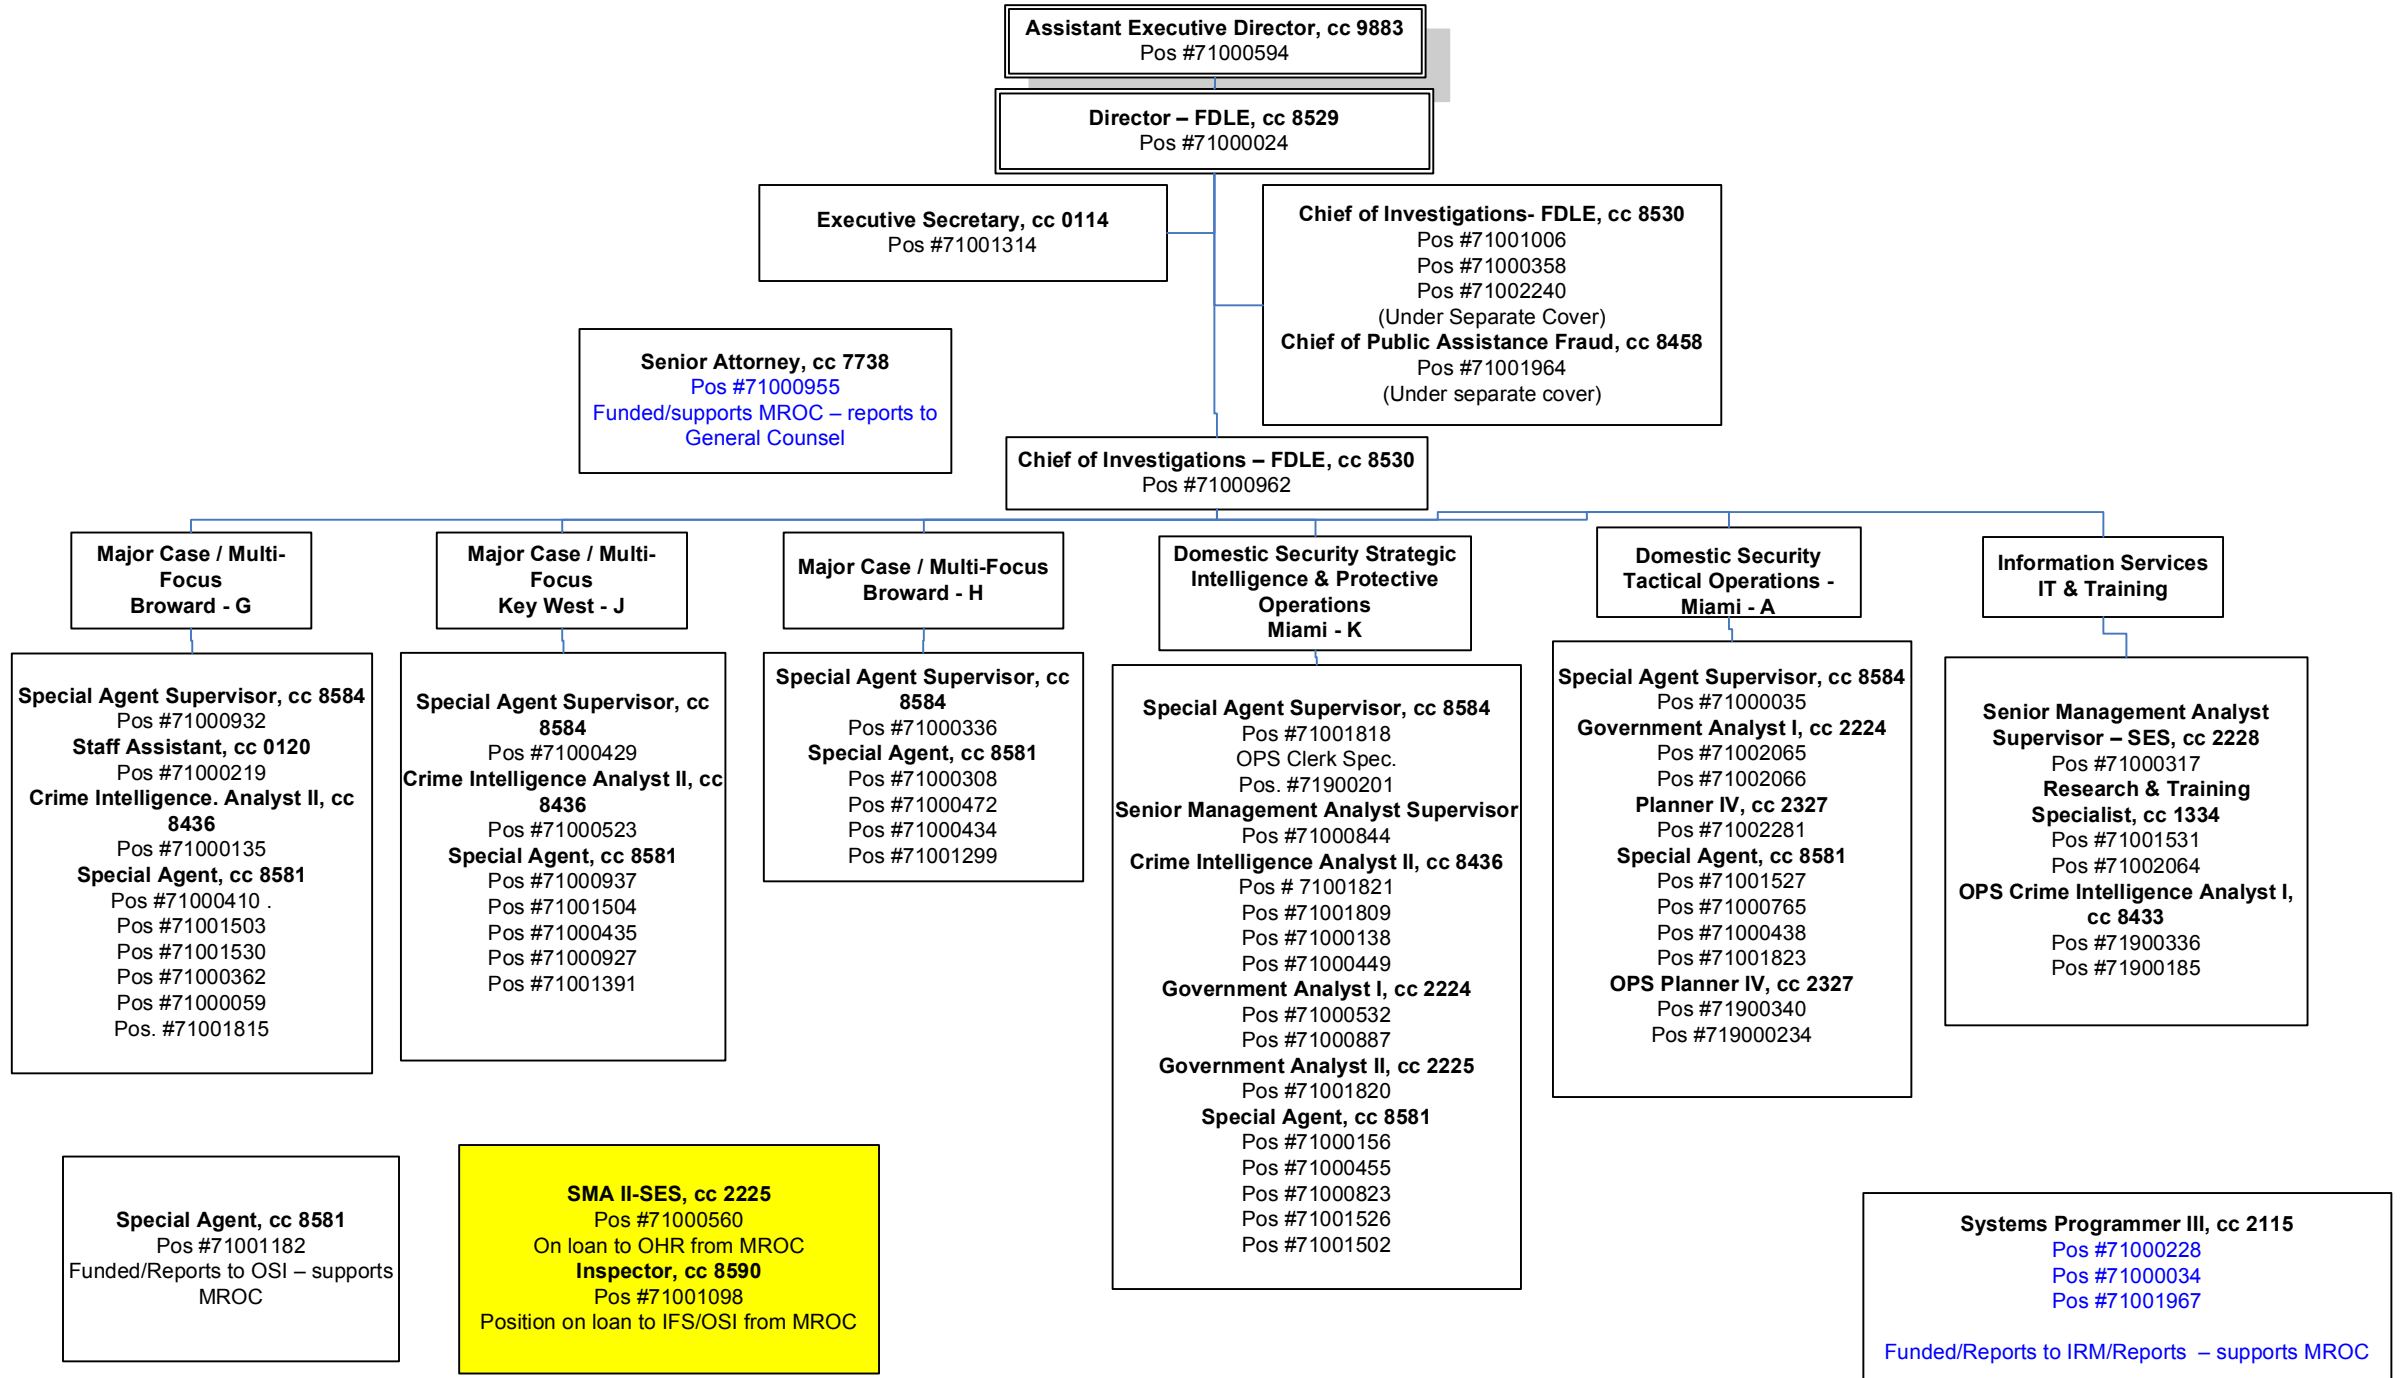 Assistant Executive Director, cc 9883
Pos #71000594
Director – FDLE, cc 8529
Pos #71000024
Executive Secretary, cc 0114
Pos #71001314
Chief of Investigations- FDLE, cc 8530
Pos #71001006
Pos #71000358
Pos #71002240
(Under Separate Cover)
Chief of Public Assistance Fraud, cc 8458
Pos #71001964
(Under separate cover)
Senior Attorney, cc 7738
Pos #71000955
Funded/supports MROC – reports to
General Counsel
Chief of Investigations – FDLE, cc 8530
Pos #71000962
Major Case / Multi-
Focus
Broward - G
Major Case / Multi-
Focus
Key West - J
Major Case / Multi-Focus
Broward - H
Domestic Security Strategic
Intelligence & Protective
Operations
Miami - K
Domestic Security
Tactical Operations -
Miami - A
Information Services
IT & Training
Special Agent Supervisor, cc 8584
Pos #71000932
Staff Assistant, cc 0120
Pos #71000219
Crime Intelligence. Analyst II, cc
8436
Pos #71000135
Special Agent, cc 8581
Pos #71000410 .
Pos #71001503
Pos #71001530
Pos #71000362
Pos #71000059
Pos. #71001815
Special Agent Supervisor, cc
8584
Pos #71000429
Crime Intelligence Analyst II, cc
8436
Pos #71000523
Special Agent, cc 8581
Pos #71000937
Pos #71001504
Pos #71000435
Pos #71000927
Pos #71001391
Special Agent Supervisor, cc
8584
Pos #71000336
Special Agent, cc 8581
Pos #71000308
Pos #71000472
Pos #71000434
Pos #71001299
Special Agent Supervisor, cc 8584
Pos #71001818
OPS Clerk Spec.
Pos. #71900201
Senior Management Analyst Supervisor
Pos #71000844
Crime Intelligence Analyst II, cc 8436
Pos # 71001821
Pos #71001809
Pos #71000138
Pos #71000449
Government Analyst I, cc 2224
Pos #71000532
Pos #71000887
Government Analyst II, cc 2225
Pos #71001820
Special Agent, cc 8581
Pos #71000156
Pos #71000455
Pos #71000823
Pos #71001526
Pos #71001502
Special Agent Supervisor, cc 8584
Pos #71000035
Government Analyst I, cc 2224
Pos #71002065
Pos #71002066
Planner IV, cc 2327
Pos #71002281
Special Agent, cc 8581
Pos #71001527
Pos #71000765
Pos #71000438
Pos #71001823
OPS Planner IV, cc 2327
Pos #71900340
Pos #719000234
Senior Management Analyst
Supervisor – SES, cc 2228
Pos #71000317
Research & Training
Specialist, cc 1334
Pos #71001531
Pos #71002064
OPS Crime Intelligence Analyst I,
cc 8433
Pos #71900336
Pos #71900185
Special Agent, cc 8581
Pos #71001182
Funded/Reports to OSI – supports
MROC
SMA II-SES, cc 2225
Pos #71000560
On loan to OHR from MROC
Inspector, cc 8590
Pos #71001098
Position on loan to IFS/OSI from MROC
Systems Programmer III, cc 2115
Pos #71000228
Pos #71000034
Pos #71001967
Funded/Reports to IRM/Reports – supports MROC